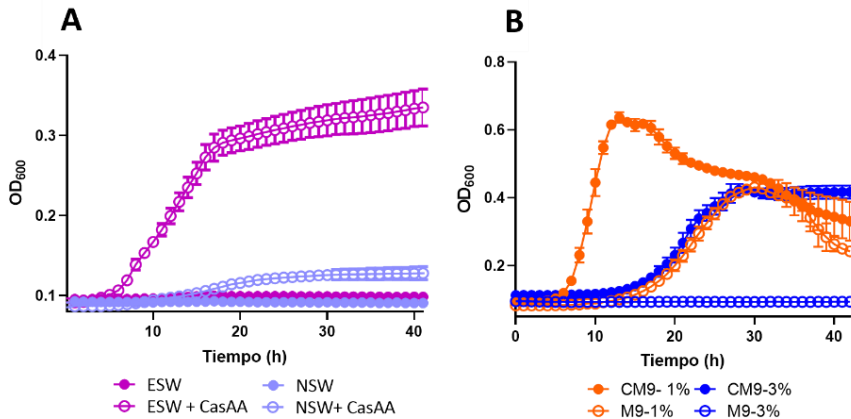 A
B
OD600
0.4
0.3
0.2
0.1
10
20
30
40
Tiempo (h)
ESW
NSW
ESW + CasAA
NSW+ CasAA
OD600
0.8
0.6
0.4
0.2
0
10
20
30
40
Tiempo (h)
CM9- 1%
CM9-3%
M9-1%
M9-3%